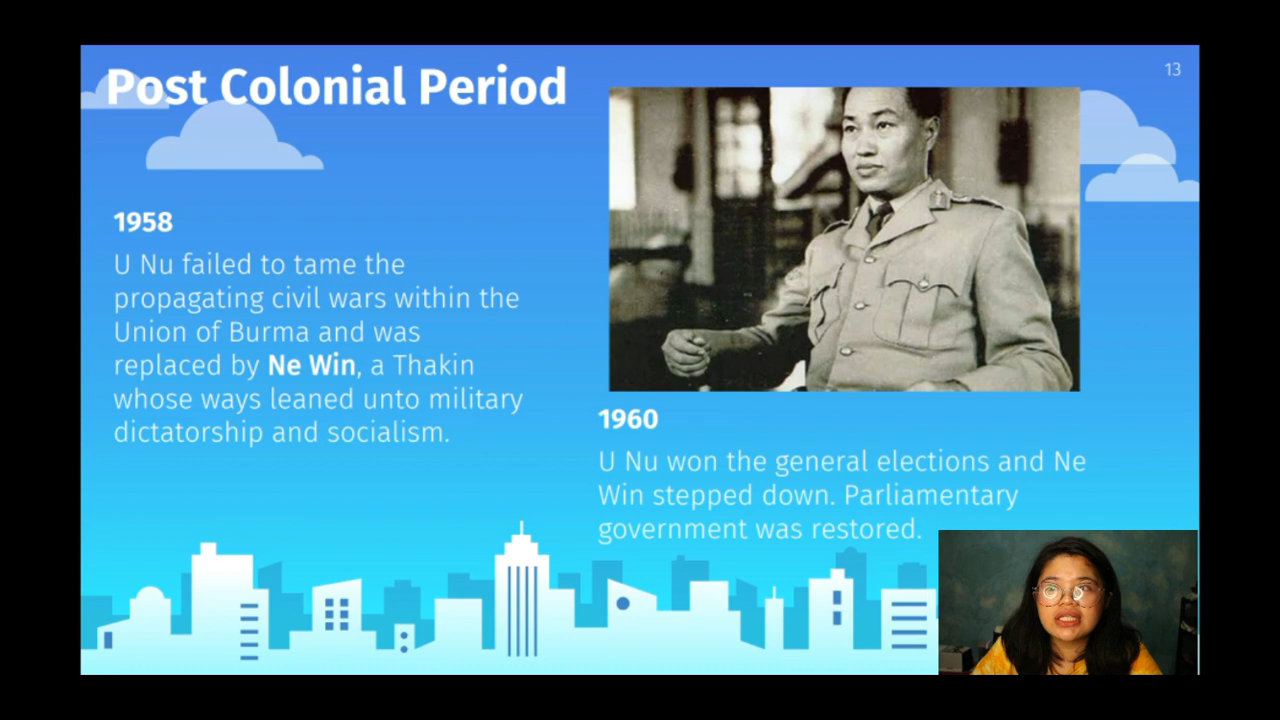 Post Colonial Period
13
1958
U Nu failed to tame the
propagating civil wars within the
Union of Burma and was
replaced by Ne Win, a Thakin
whose ways leaned unto military
dictatorship and socialism.
1960
U Nu won the general elections and Ne
Win stepped down. Parliamentary
government was restored.